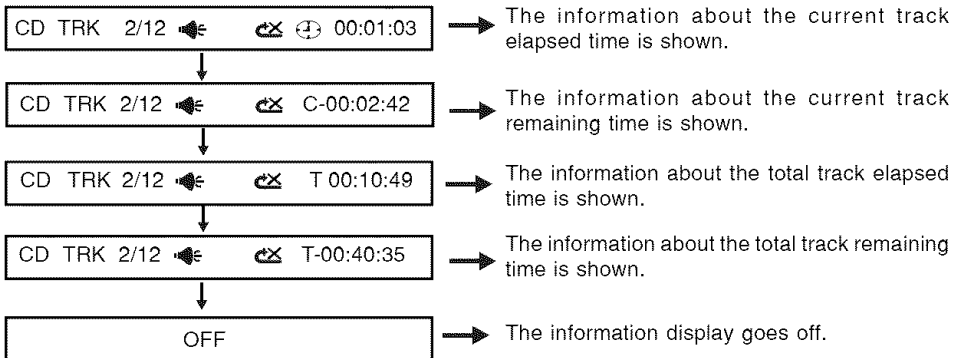 CD TRK 2/12 00:01:03
The information about the current track
elapsed time is shown.
CD TRK 2/12 C-00:02:42
The information about the current track
remaining time is shown.
CD TRK 2/12 T 00:10:49
The information about the total track elapsed
time is shown.
CD TRK 2/12 T-00:40:35
The information about the total track remaining
time is shown.
OFF
The information display goes off.